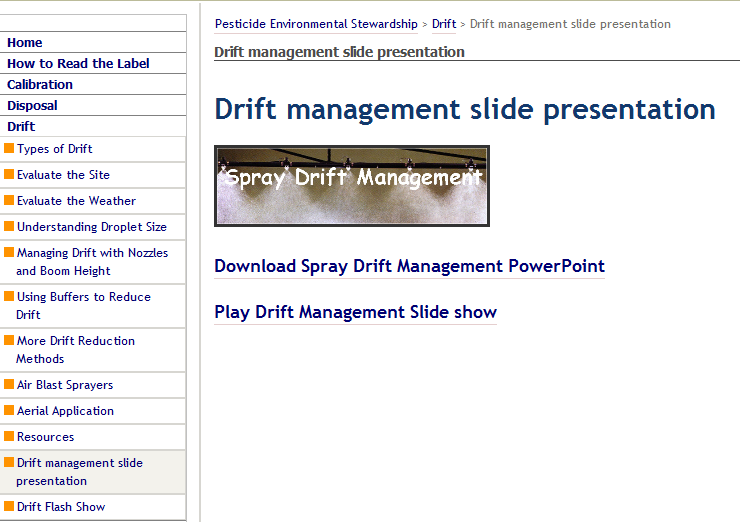 Home
How to Read the Label
Calibration
Disposal
Drift
Types of Drift
Evaluate the Site
Evaluate the Weather
Understanding Droplet Size
Managing Drift with Nozzles
and Boom Height
Using Buffers to Reduce
Drift
More Drift Reduction
Methods
Air Blast Sprayers
Aerial Application
Resources
Drift management slide
presentation
Drift Flash Show
Pesticide Environmental Stewardship > Drift > Drift management slide presentation
Drift management slide presentation
Drift management slide presentation
Spray Drift Management
Download Spray Drift Management PowerPoint
Play Drift Management Slide show